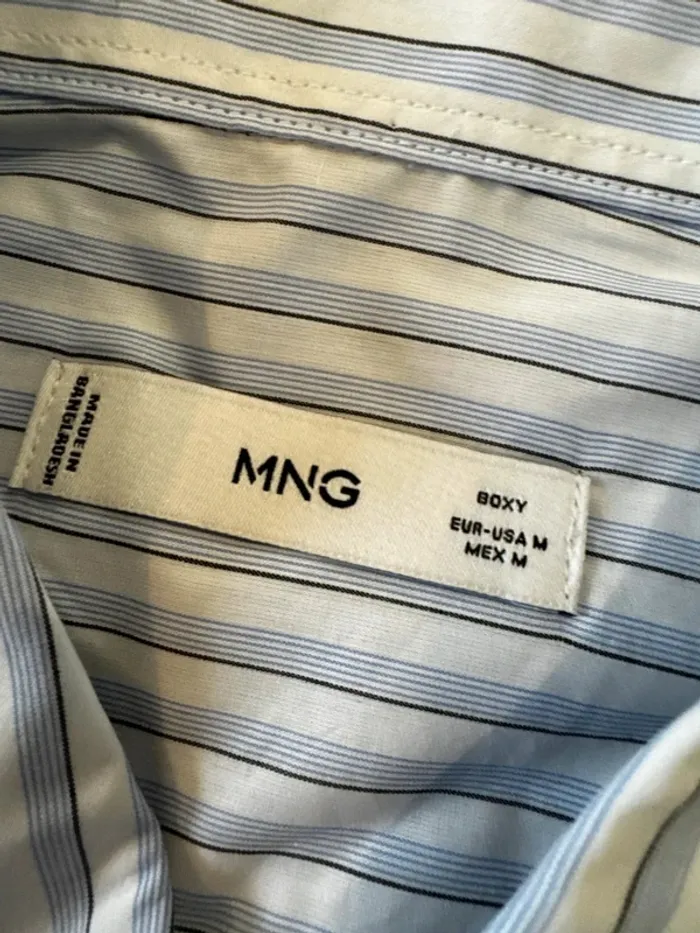 MADE IN
BANGLADESH
MNG
BOXY
EUR-USA M
MEX M